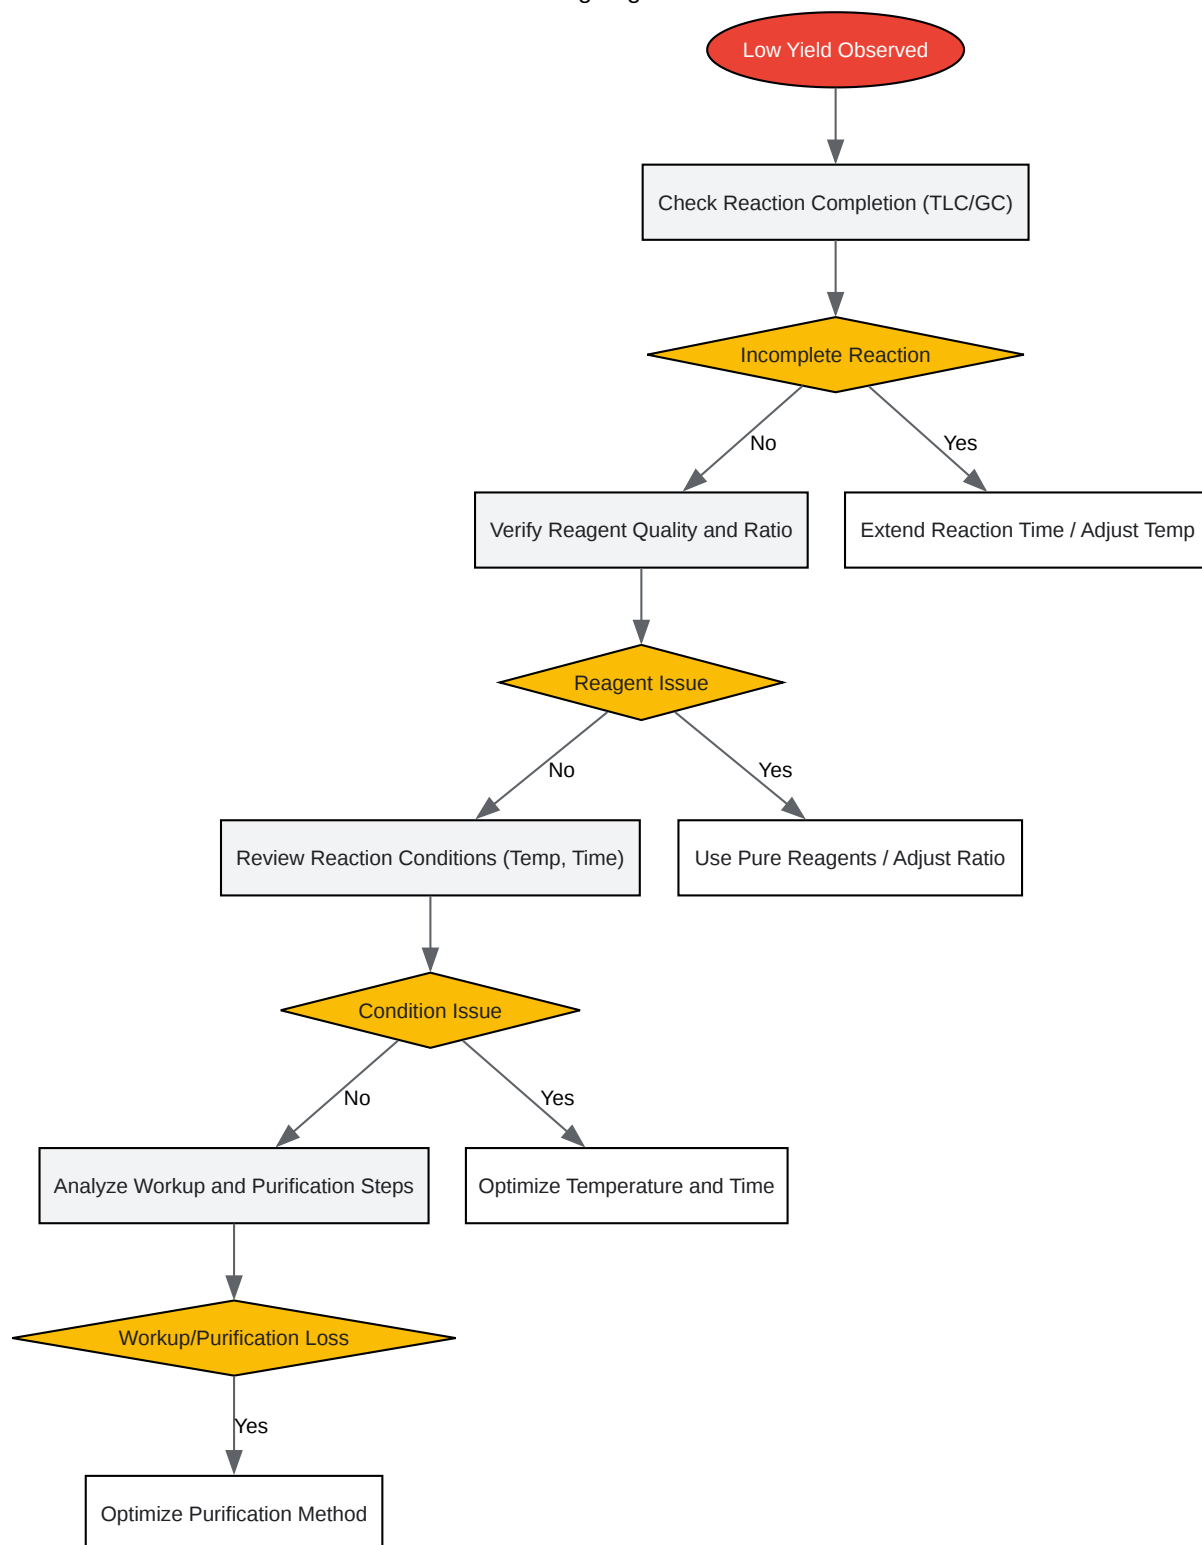 Low Yield Observed
Check Reaction Completion (TLC/GC)
Incomplete Reaction
No
Yes
Verify Reagent Quality and Ratio
Extend Reaction Time / Adjust Temp
Reagent Issue
No
Yes
Review Reaction Conditions (Temp, Time)
Use Pure Reagents / Adjust Ratio
Condition Issue
No
Yes
Analyze Workup and Purification Steps
Optimize Temperature and Time
Workup/Purification Loss
Yes
Optimize Purification Method